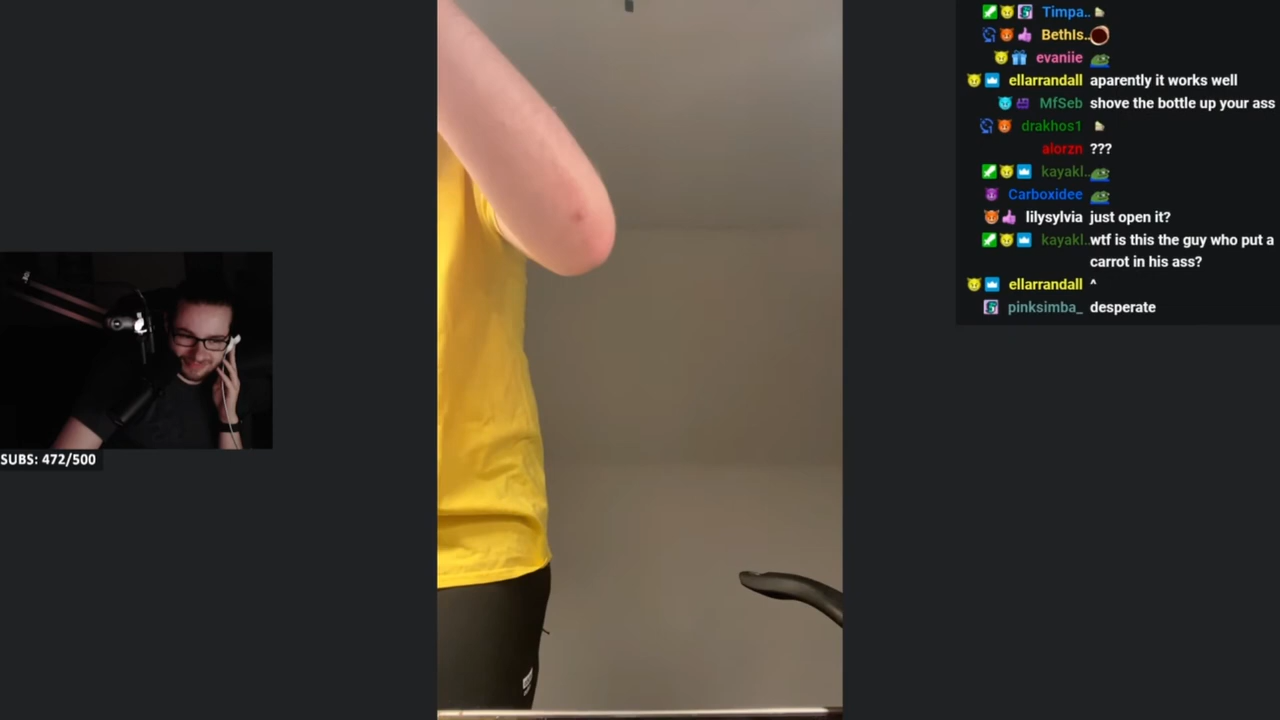 Timpa..
BethIs..
evaniie
ellarrandall aparently it works well
MfSeb shove the bottle up your ass
drakhos1
aiorzn ???
kayakl..
Carboxidee
lilysylvia just open it?
kayakl.. wtf is this the guy who put a
carrot in his ass?
ellarrandall ^
pinksimba_ desperate
SUBS: 472/500